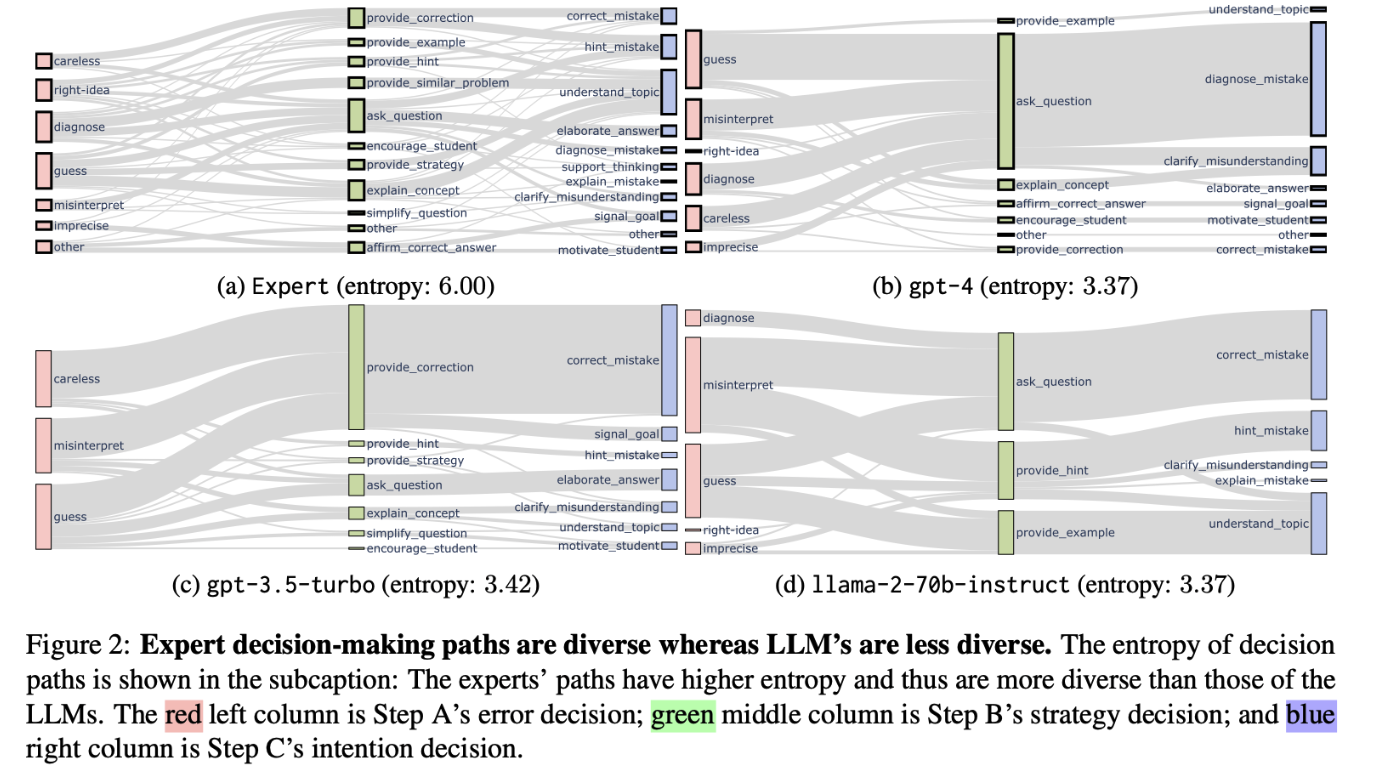 careless
right-idea
diagnose
guess
misinterpret
imprecise
other
provide_correction
provide_example
provide_hint
provide_similar_problem
ask_question
encourage_student
provide_strategy
explain_concept
simplify_question
other
affirm_correct_answer
correct_mistake
hint_mistake
understand_topic
elaborate_answer
diagnose_mistake
support_thinking
explain_mistake
clarify_misunderstanding
signal_goal
other
motivate_student
(a) Expert (entropy: 6.00)
guess
misinterpret
right-idea
diagnose
careless
imprecise
provide_example
ask_question
explain_concept
affirm_correct_answer
encourage_student
other
provide_correction
understand_topic
diagnose_mistake
clarify_misunderstanding
elaborate_answer
signal_goal
motivate_student
other
correct_mistake
(b) gpt-4 (entropy: 3.37)
careless
misinterpret
guess
provide_correction
provide_hint
provide_strategy
ask_question
explain_concept
simplify_question
encourage_student
correct_mistake
signal_goal
hint_mistake
elaborate_answer
clarify_misunderstanding
understand_topic
motivate_student
(c) gpt-3.5-turbo (entropy: 3.42)
diagnose
misinterpret
guess
right-idea
imprecise
ask_question
provide_hint
provide_example
correct_mistake
hint_mistake
clarify_misunderstanding
explain_mistake
understand_topic
(d) llama-2-70b-instruct (entropy: 3.37)
Figure 2: Expert decision-making paths are diverse whereas LLM's are less diverse. The entropy of decision
paths is shown in the subcaption: The experts' paths have higher entropy and thus are more diverse than those of the
LLMs. The red left column is Step A's error decision; green middle column is Step B's strategy decision; and blue
right column is Step C's intention decision.